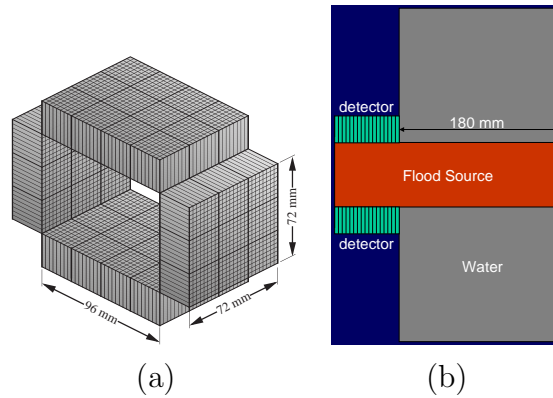 96 mm
72 mm
72 mm
(a)
detector
180 mm
Flood Source
detector
Water
(b)